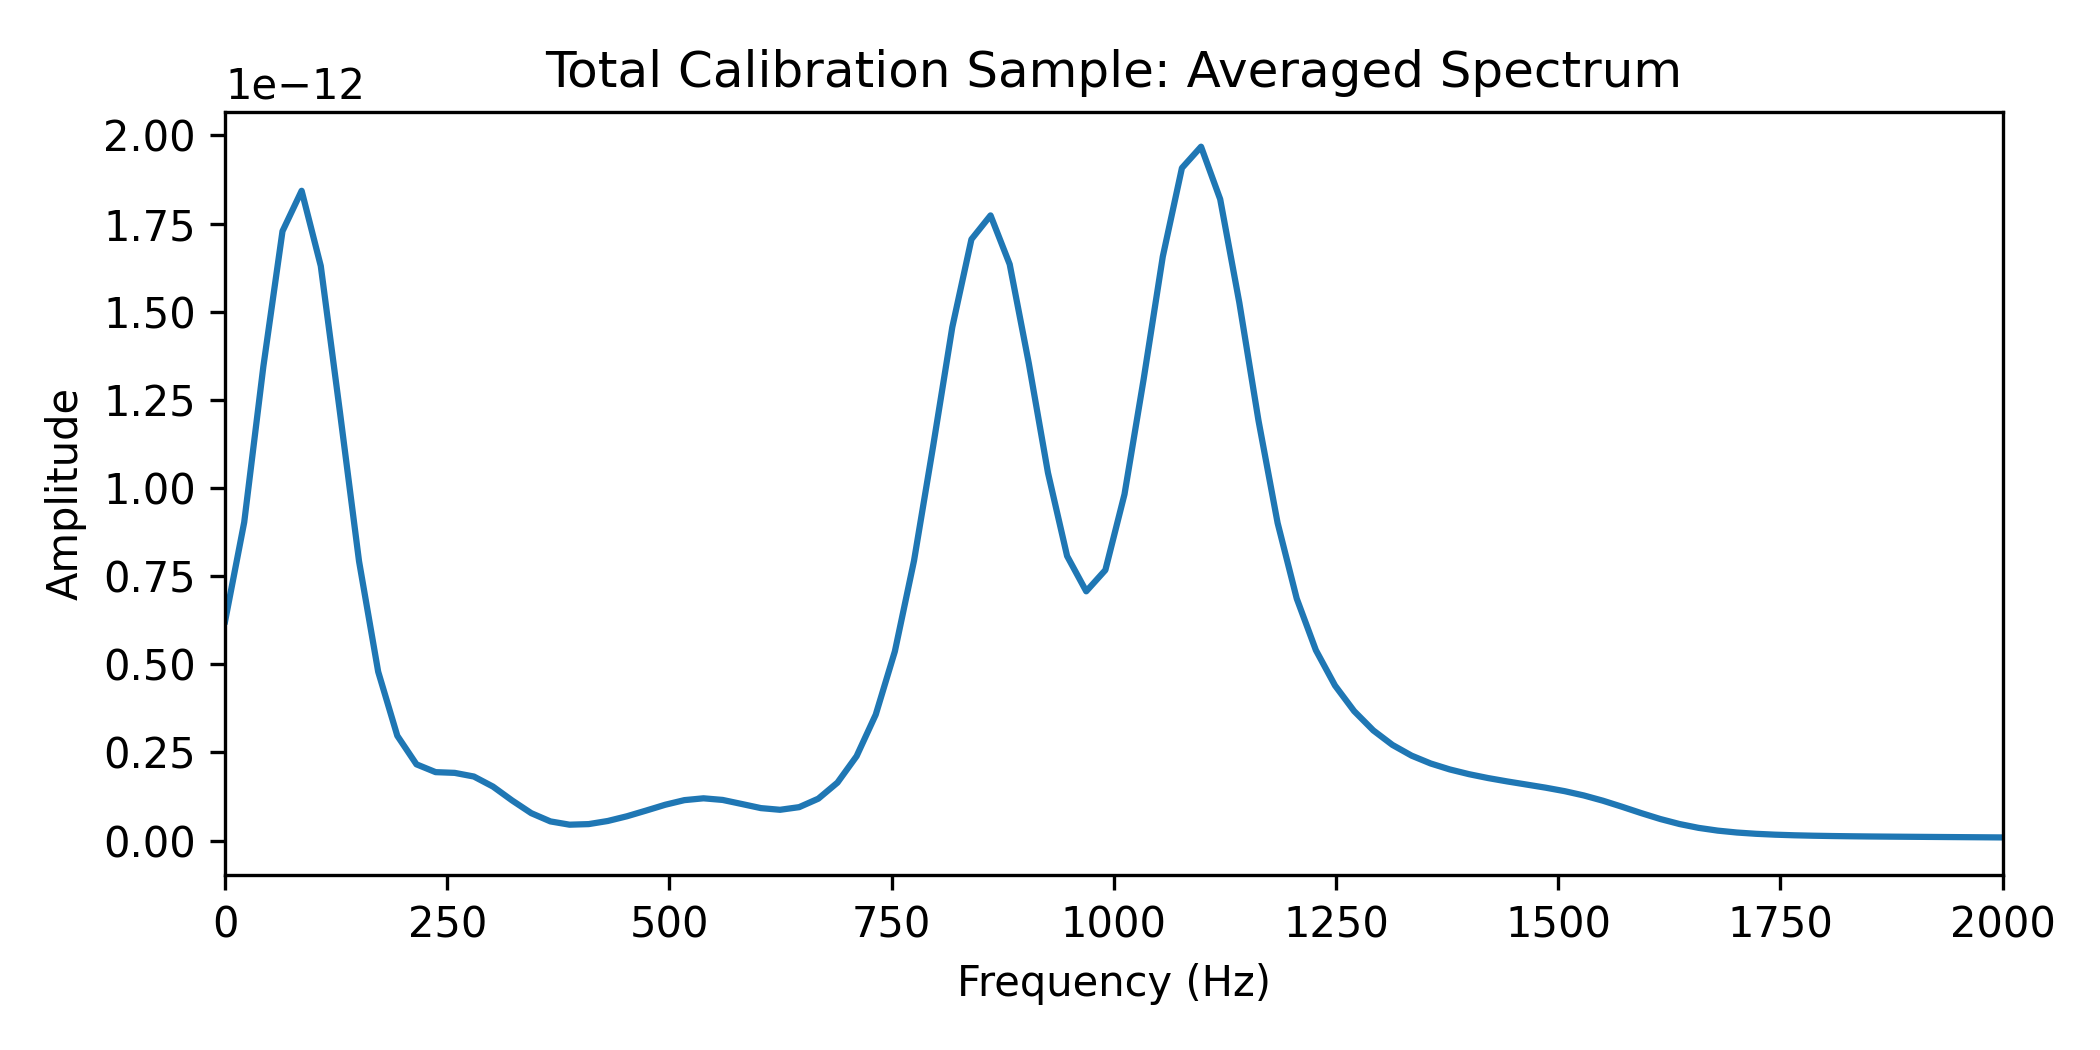 Total Calibration Sample: Averaged Spectrum
1e−12
2.00
1.75
1.50
1.25
1.00
0.75
0.50
0.25
0.00
Amplitude
0 250 500 750 1000 1250 1500 1750 2000
Frequency (Hz)